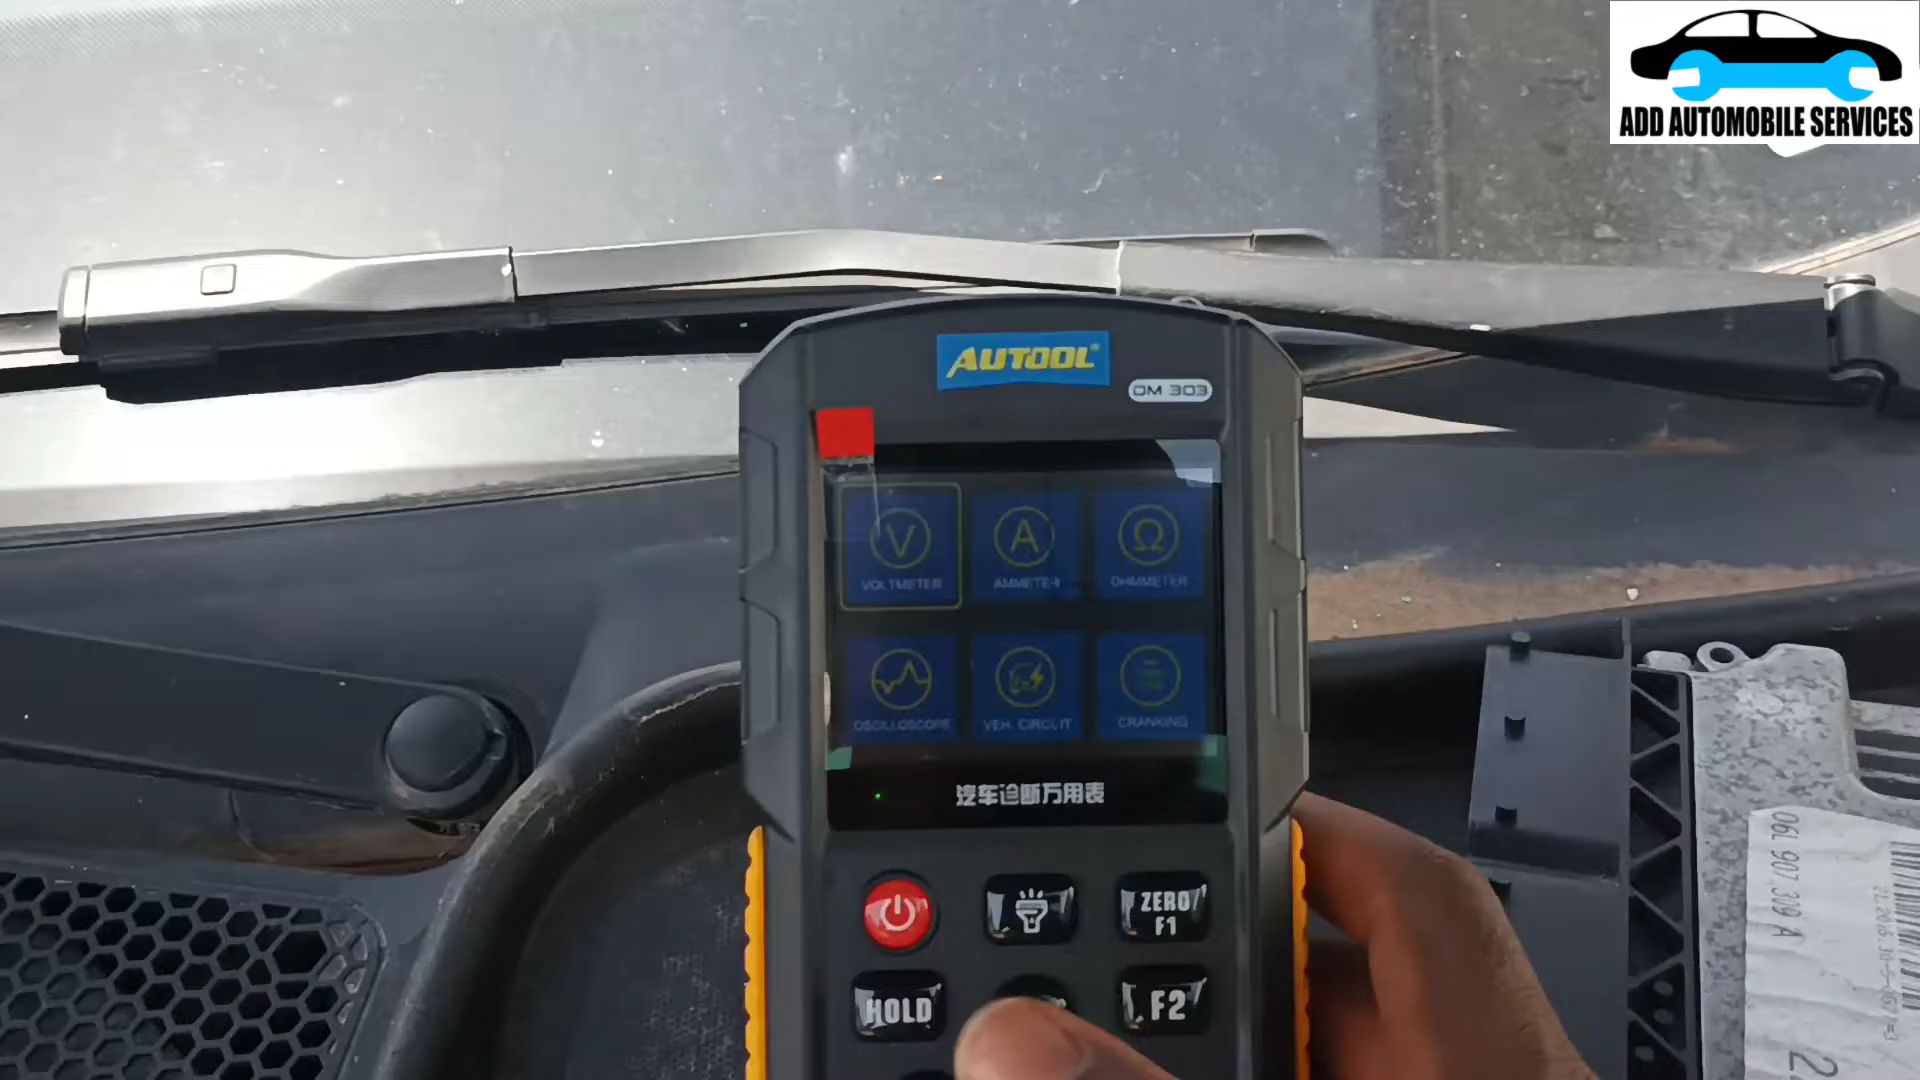 ADD AUTOMOBILE SERVICES
AUTOOL®
OM 303
V
A
Ω
VOLTMETER
AMMETER
OHMMETER
OSCILLOSCOPE
VEH. CIRCUIT
CRANKING
汽车诊断万用表
ZERO/
F1
HOLD
F2
06L 907 309 A